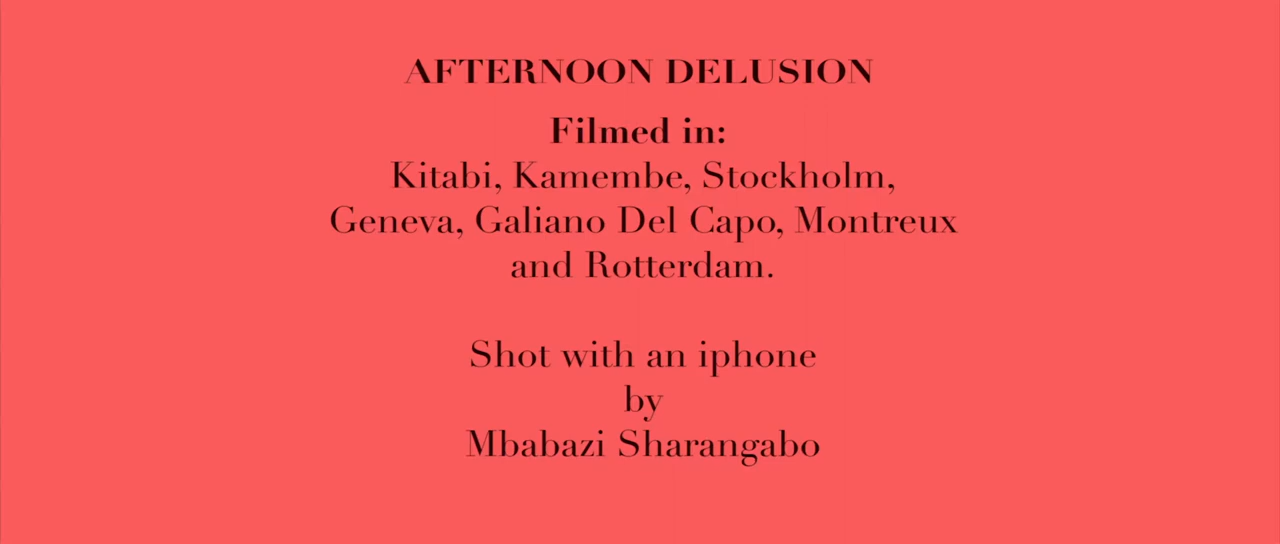 AFTERNOON DELUSION
Filmed in:
Kitabi, Kamembe, Stockholm,
Geneva, Galiano Del Capo, Montreux
and Rotterdam.
Shot with an iphone
by
Mbabazi Sharangabo